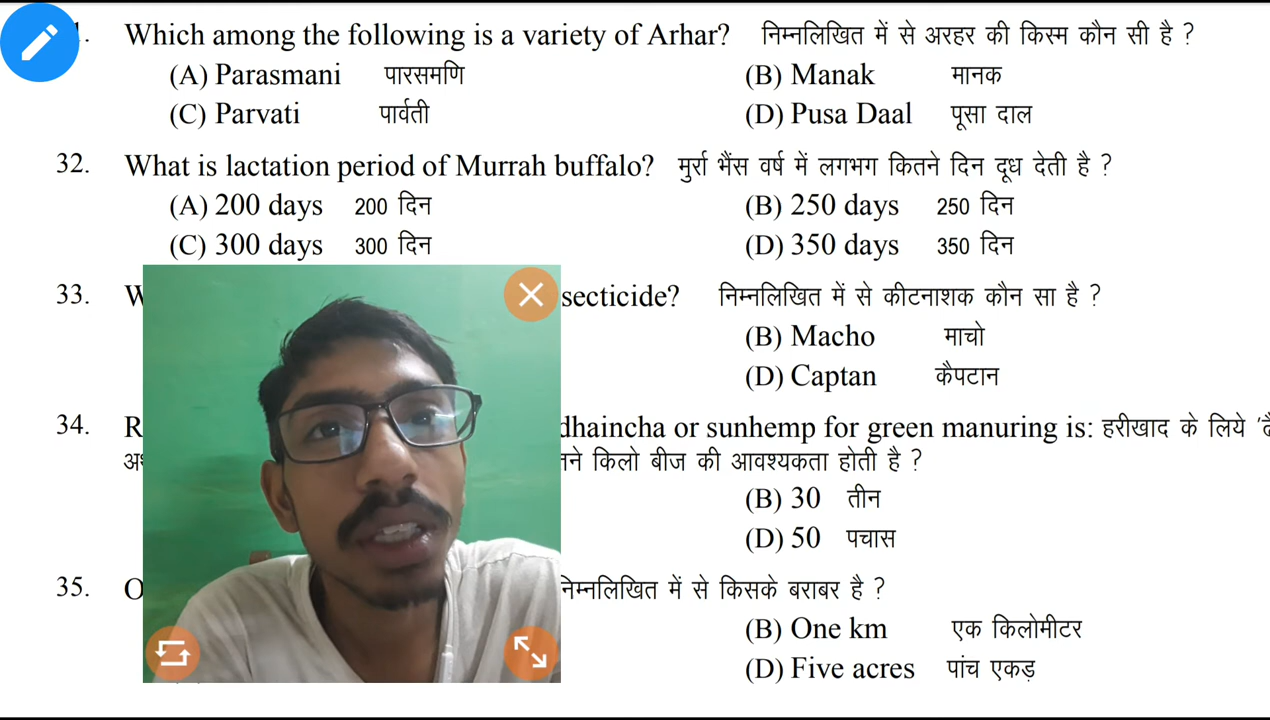 1. Which among the following is a variety of Arhar? निम्नलिखित में से अरहर की किस्म कौन सी है ?
(A) Parasmani पारसमणि (B) Manak मानक
(C) Parvati पार्वती (D) Pusa Daal पूसा दाल
32. What is lactation period of Murrah buffalo? मुर्रा भैंस वर्ष में लगभग कितने दिन दूध देती है ?
(A) 200 days 200 दिन (B) 250 days 250 दिन
(C) 300 days 300 दिन (D) 350 days 350 दिन
33. secticide? निम्नलिखित में से कीटनाशक कौन सा है ?
(B) Macho माचो
(D) Captan कैपटान
34. dhaincha or sunhemp for green manuring is: हरीखाद के लिये
किलो बीज की आवश्यकता होती है ?
(B) 30 तीन
(D) 50 पचास
35. निम्नलिखित में से किसके बराबर है ?
(B) One km एक किलोमीटर
(D) Five acres पांच एकड़